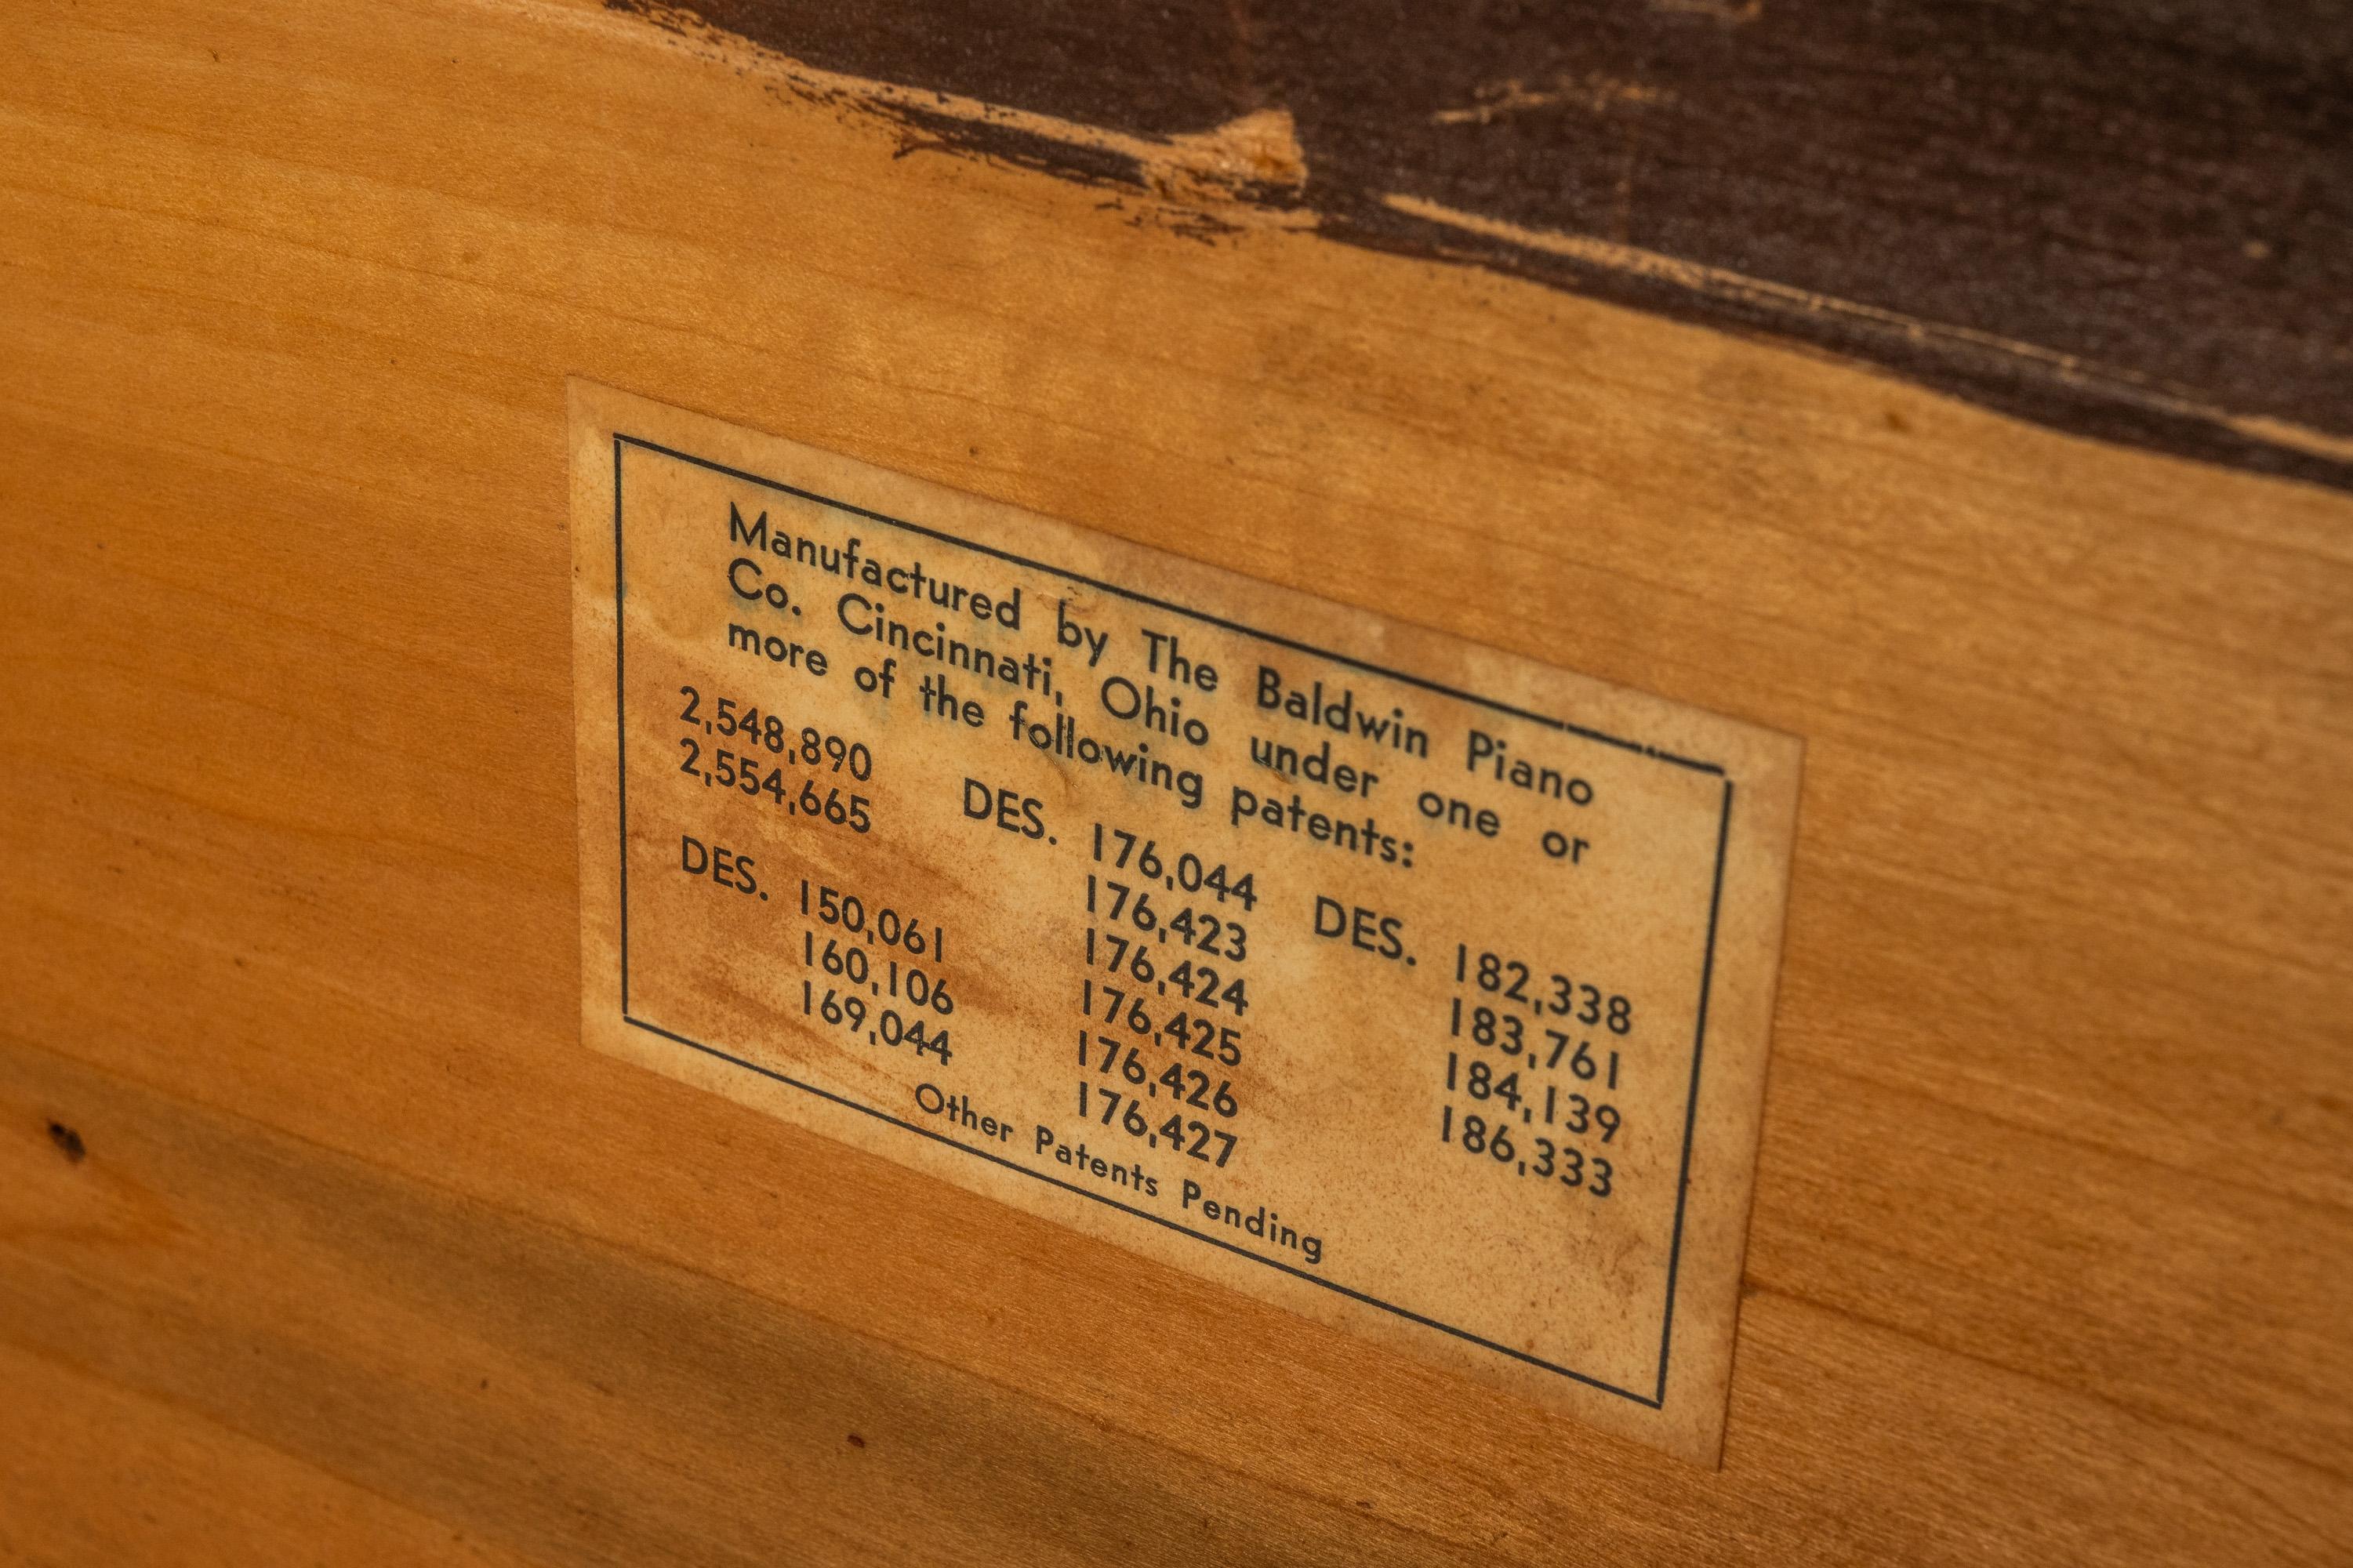 Manufactured by The Baldwin Piano
Co. Cincinnati, Ohio under one or
more of the following patents:
2,548,890
2,554,665
DES. 150,061
160,106
169,044
DES. 176,044
176,423
176,424
176,425
176,426
176,427
DES. 182,338
183,761
184,139
186,333
Other Patents Pending